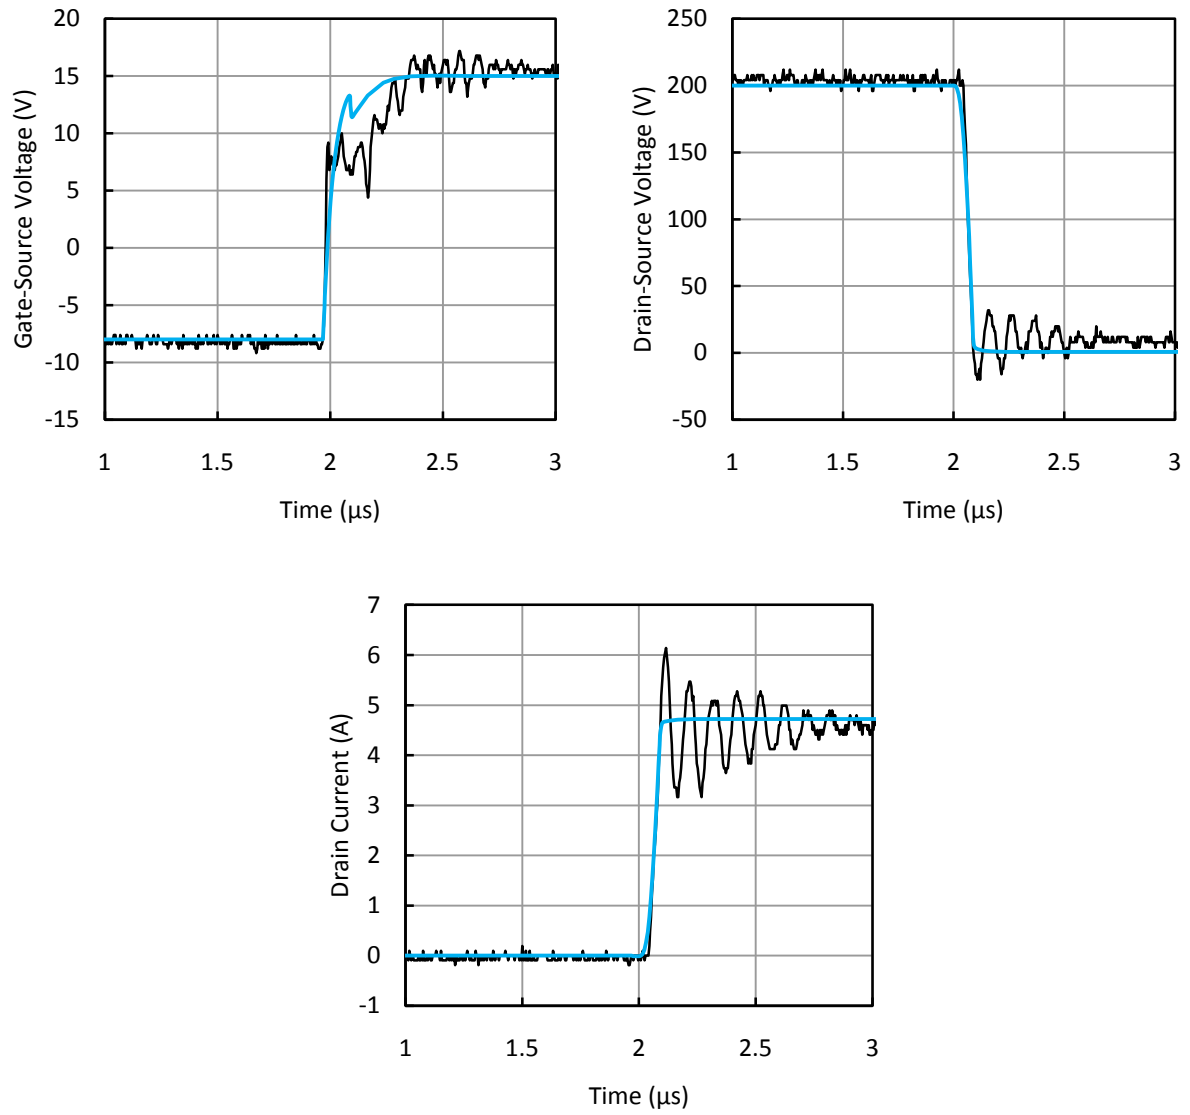 20
15
10
5
0
-5
-10
-15
Gate-Source Voltage (V)
1 1.5 2 2.5 3
Time (μs)
250
200
150
100
50
0
-50
Drain-Source Voltage (V)
1 1.5 2 2.5 3
Time (μs)
7
6
5
4
3
2
1
0
-1
Drain Current (A)
1 1.5 2 2.5 3
Time (μs)